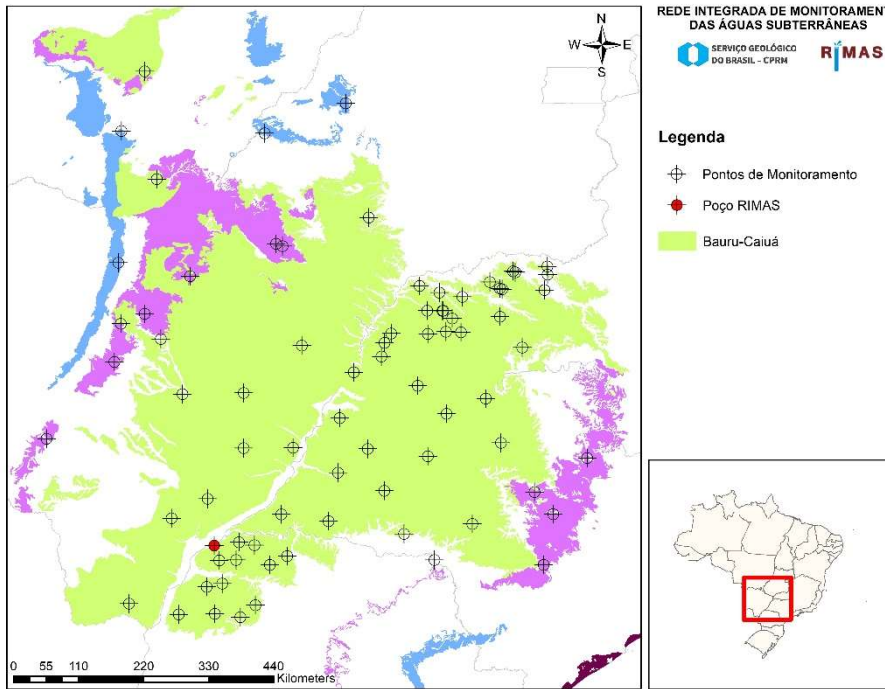 REDE INTEGRADA DE MONITORAMEN
DAS ÁGUAS SUBTERRÂNEAS
SERVIÇO GEOLÓGICO
DO BRASIL – CPRM
RIMAS
N
W E
S
Legenda
Pontos de Monitoramento
Poço RIMAS
Bauru-Caiuá
0 55 110 220 330 440
Kilometers